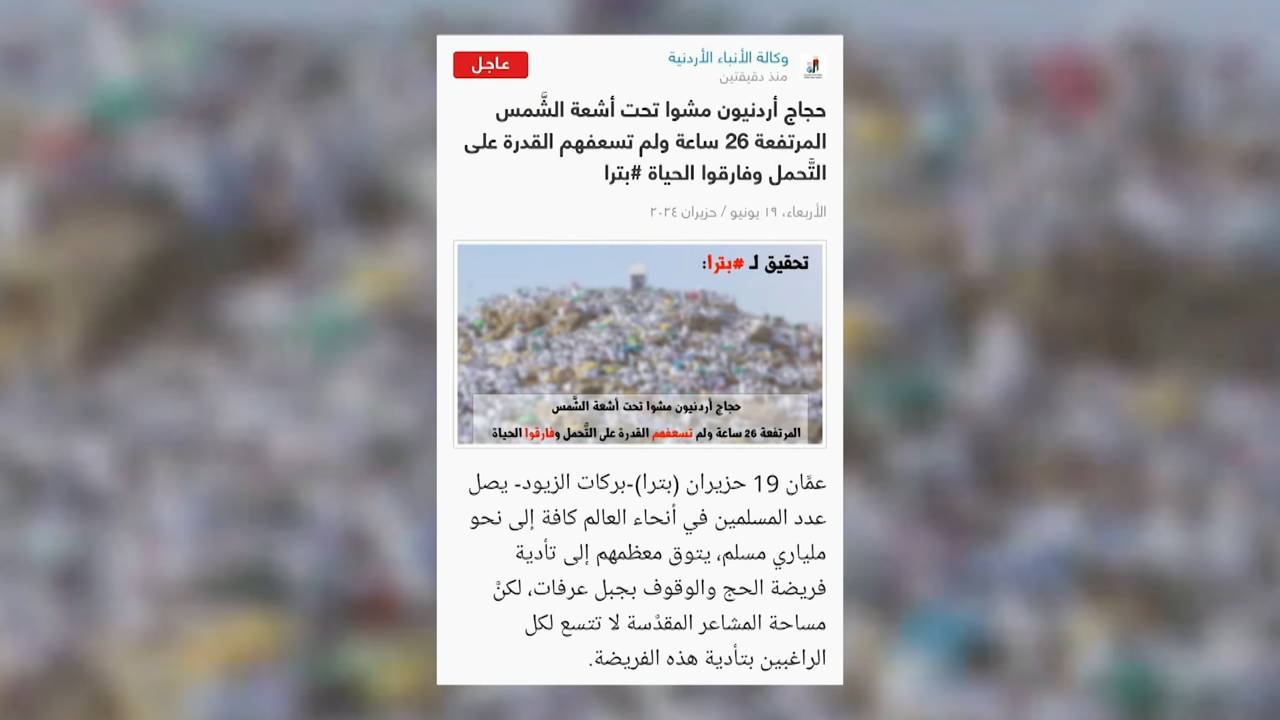 وكالة الأنباء الأردنية
عاجل
منذ دقيقتين
حجاج أردنيون مشوا تحت أشعة الشَّمس
المرتفعة 26 ساعة ولم تسعفهم القدرة على
التَّحمل وفارقوا الحياة #بترا
الأربعاء، ١٩ يونيو / حزيران ٢٠٢٤
تحقيق لـ #بترا:
حجاج أردنيون مشوا تحت أشعة الشَّمس
المرتفعة 26 ساعة ولم تسعفهم القدرة على التَّحمل وفارقوا الحياة
عمَّان 19 حزيران (بترا)-بركات الزيود- يصل
عدد المسلمين في أنحاء العالم كافة إلى نحو
ملياري مسلم، يتوق معظمهم إلى تأدية
فريضة الحج والوقوف بجبل عرفات، لكنَّ
مساحة المشاعر المقدَّسة لا تتسع لكل
الراغبين بتأدية هذه الفريضة.